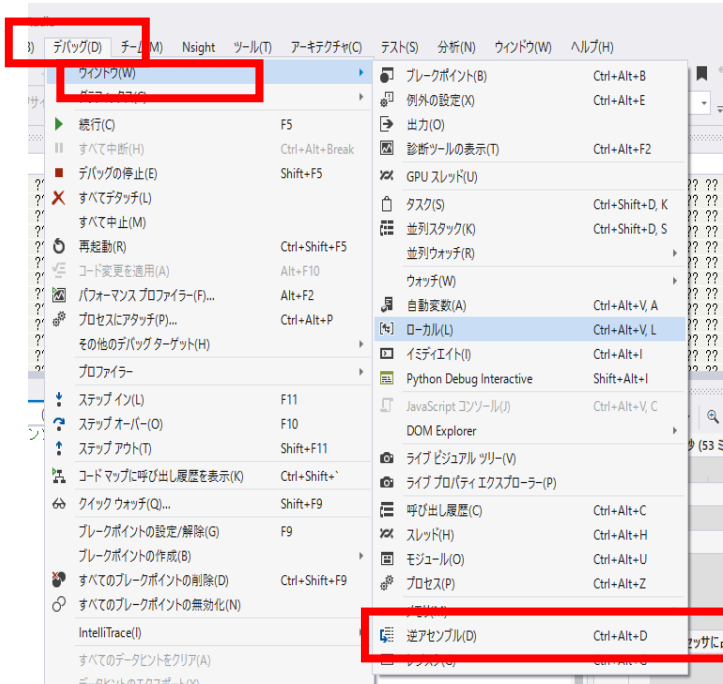 デバッグ(D) チーム(M) Nsight ツール(T) アーキテクチャ(C) テスト(S) 分析(N) ウィンドウ(W) ヘルプ(H)
ウィンドウ(W)
続行(C) F5
すべて中断(H) Ctrl+Alt+Break
デバッグの停止(E) Shift+F5
すべてデタッチ(L)
すべて中止(M)
再起動(R) Ctrl+Shift+F5
コード変更を適用(A) Alt+F10
パフォーマンス プロファイラー(F)... Alt+F2
プロセスにアタッチ(P)... Ctrl+Alt+P
その他のデバッグ ターゲット(H)
プロファイラー
ステップ イン(L) F11
ステップ オーバー(O) F10
ステップ アウト(T) Shift+F11
コード マップに呼び出し履歴を表示(K) Ctrl+Shift+`
クイック ウォッチ(Q)... Shift+F9
ブレークポイントの設定/解除(G) F9
ブレークポイントの作成(B)
すべてのブレークポイントの削除(D) Ctrl+Shift+F9
すべてのブレークポイントの無効化(N)
IntelliTrace(I)
すべてのデータヒントをクリア(A)
ブレークポイント(B) Ctrl+Alt+B
例外の設定(X) Ctrl+Alt+E
出力(O)
診断ツールの表示(T) Ctrl+Alt+F2
GPU スレッド(U)
タスク(S) Ctrl+Shift+D, K
並列スタック(K) Ctrl+Shift+D, S
並列ウォッチ(R)
ウォッチ(W)
自動変数(A) Ctrl+Alt+V, A
ローカル(L) Ctrl+Alt+V, L
イミディエイト(I) Ctrl+Alt+I
Python Debug Interactive Shift+Alt+I
JavaScript コンソール(J) Ctrl+Alt+V, C
DOM Explorer
ライブ ビジュアル ツリー(V)
ライブ プロパティ エクスプローラー(P)
呼び出し履歴(C) Ctrl+Alt+C
スレッド(H) Ctrl+Alt+H
モジュール(O) Ctrl+Alt+U
プロセス(P) Ctrl+Alt+Z
逆アセンブル(D) Ctrl+Alt+D